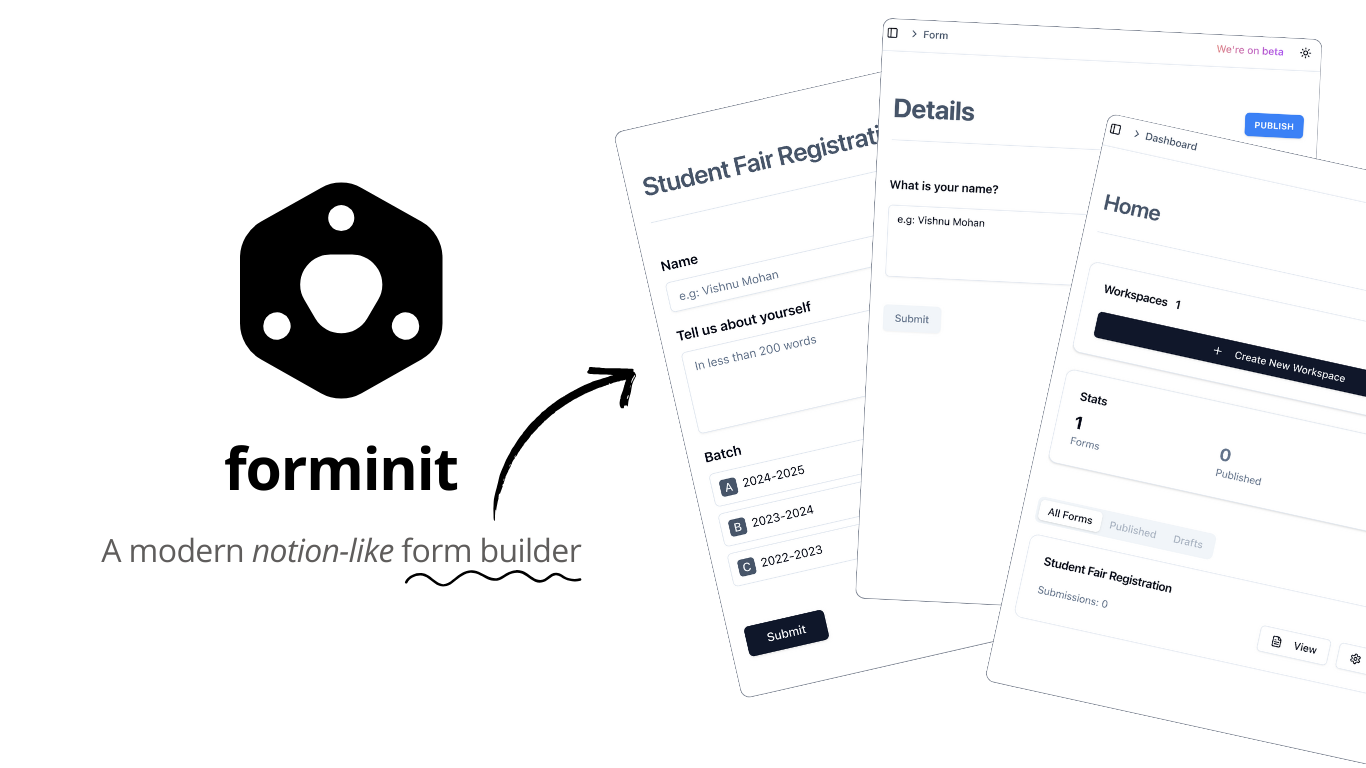 forminit
A modern notion-like form builder
Student Fair Registrati
Name
e.g: Vishnu Mohan
Tell us about yourself
In less than 200 words
Batch
A 2024-2025
B 2023-2024
C 2022-2023
Submit
Form
We're on beta
Details
PUBLISH
What is your name?
e.g: Vishnu Mohan
Submit
Dashboard
Home
Workspaces 1
+ Create New Workspace
Stats
1
0
Forms
Published
All Forms Published Drafts
Student Fair Registration
Submissions: 0
View